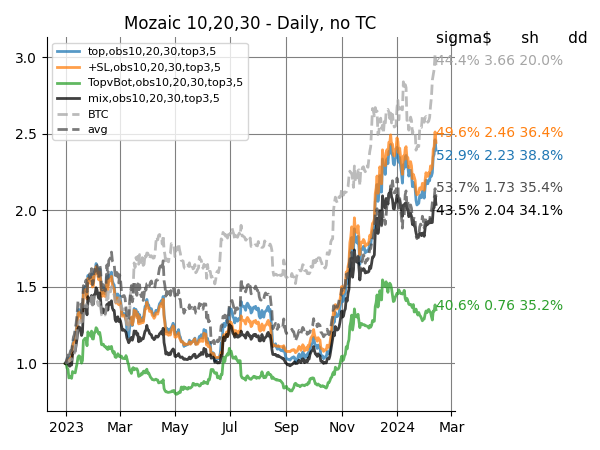 Mozaic 10,20,30 - Daily, no TC
sigma$ sh dd
top,obs10,20,30,top3,5
+SL,obs10,20,30,top3,5
TopvBot,obs10,20,30,top3,5
mix,obs10,20,30,top3,5
BTC
avg
44.4% 3.66 20.0%
49.6% 2.46 36.4%
52.9% 2.23 38.8%
53.7% 1.73 35.4%
43.5% 2.04 34.1%
40.6% 0.76 35.2%
3.0
2.5
2.0
1.5
1.0
2023 Mar May Jul Sep Nov 2024 Mar